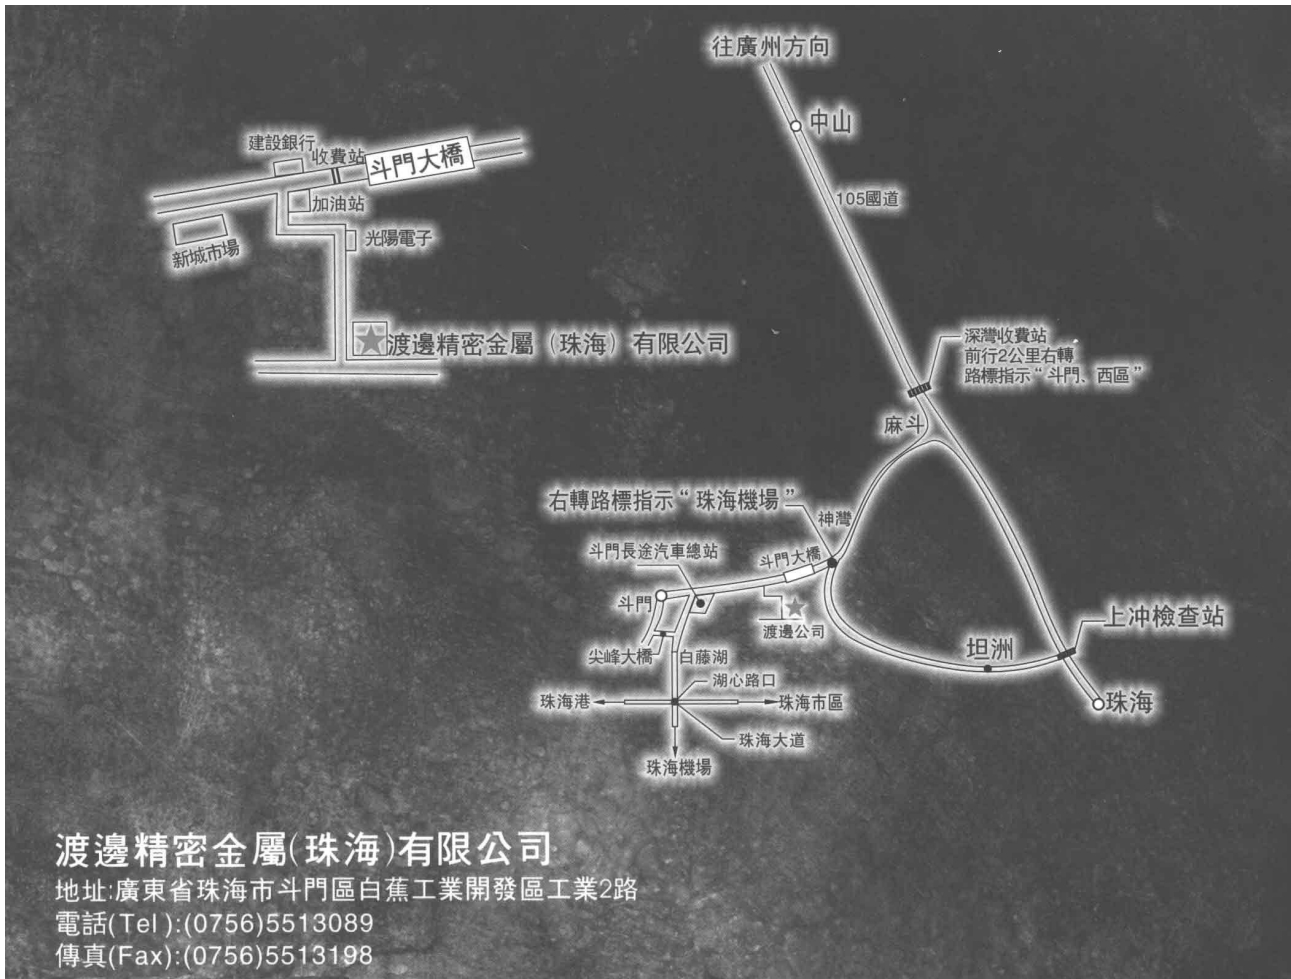 往廣州方向
中山
105國道
建設銀行
收費站
斗門大橋
加油站
光陽電子
新城市場
渡邊精密金屬（珠海）有限公司
深灣收費站
前行2公里右轉
路標指示“斗門、西區”
麻斗
右轉路標指示“珠海機場”
神灣
斗門長途汽車總站
斗門大橋
斗門
渡邊公司
上冲檢查站
坦洲
尖峰大橋
白藤湖
湖心路口
珠海港
珠海市區
珠海
珠海大道
珠海機場
渡邊精密金屬(珠海)有限公司
地址:廣東省珠海市斗門區白蕉工業開發區工業2路
電話(Tel):(0756)5513089
傳真(Fax):(0756)5513198